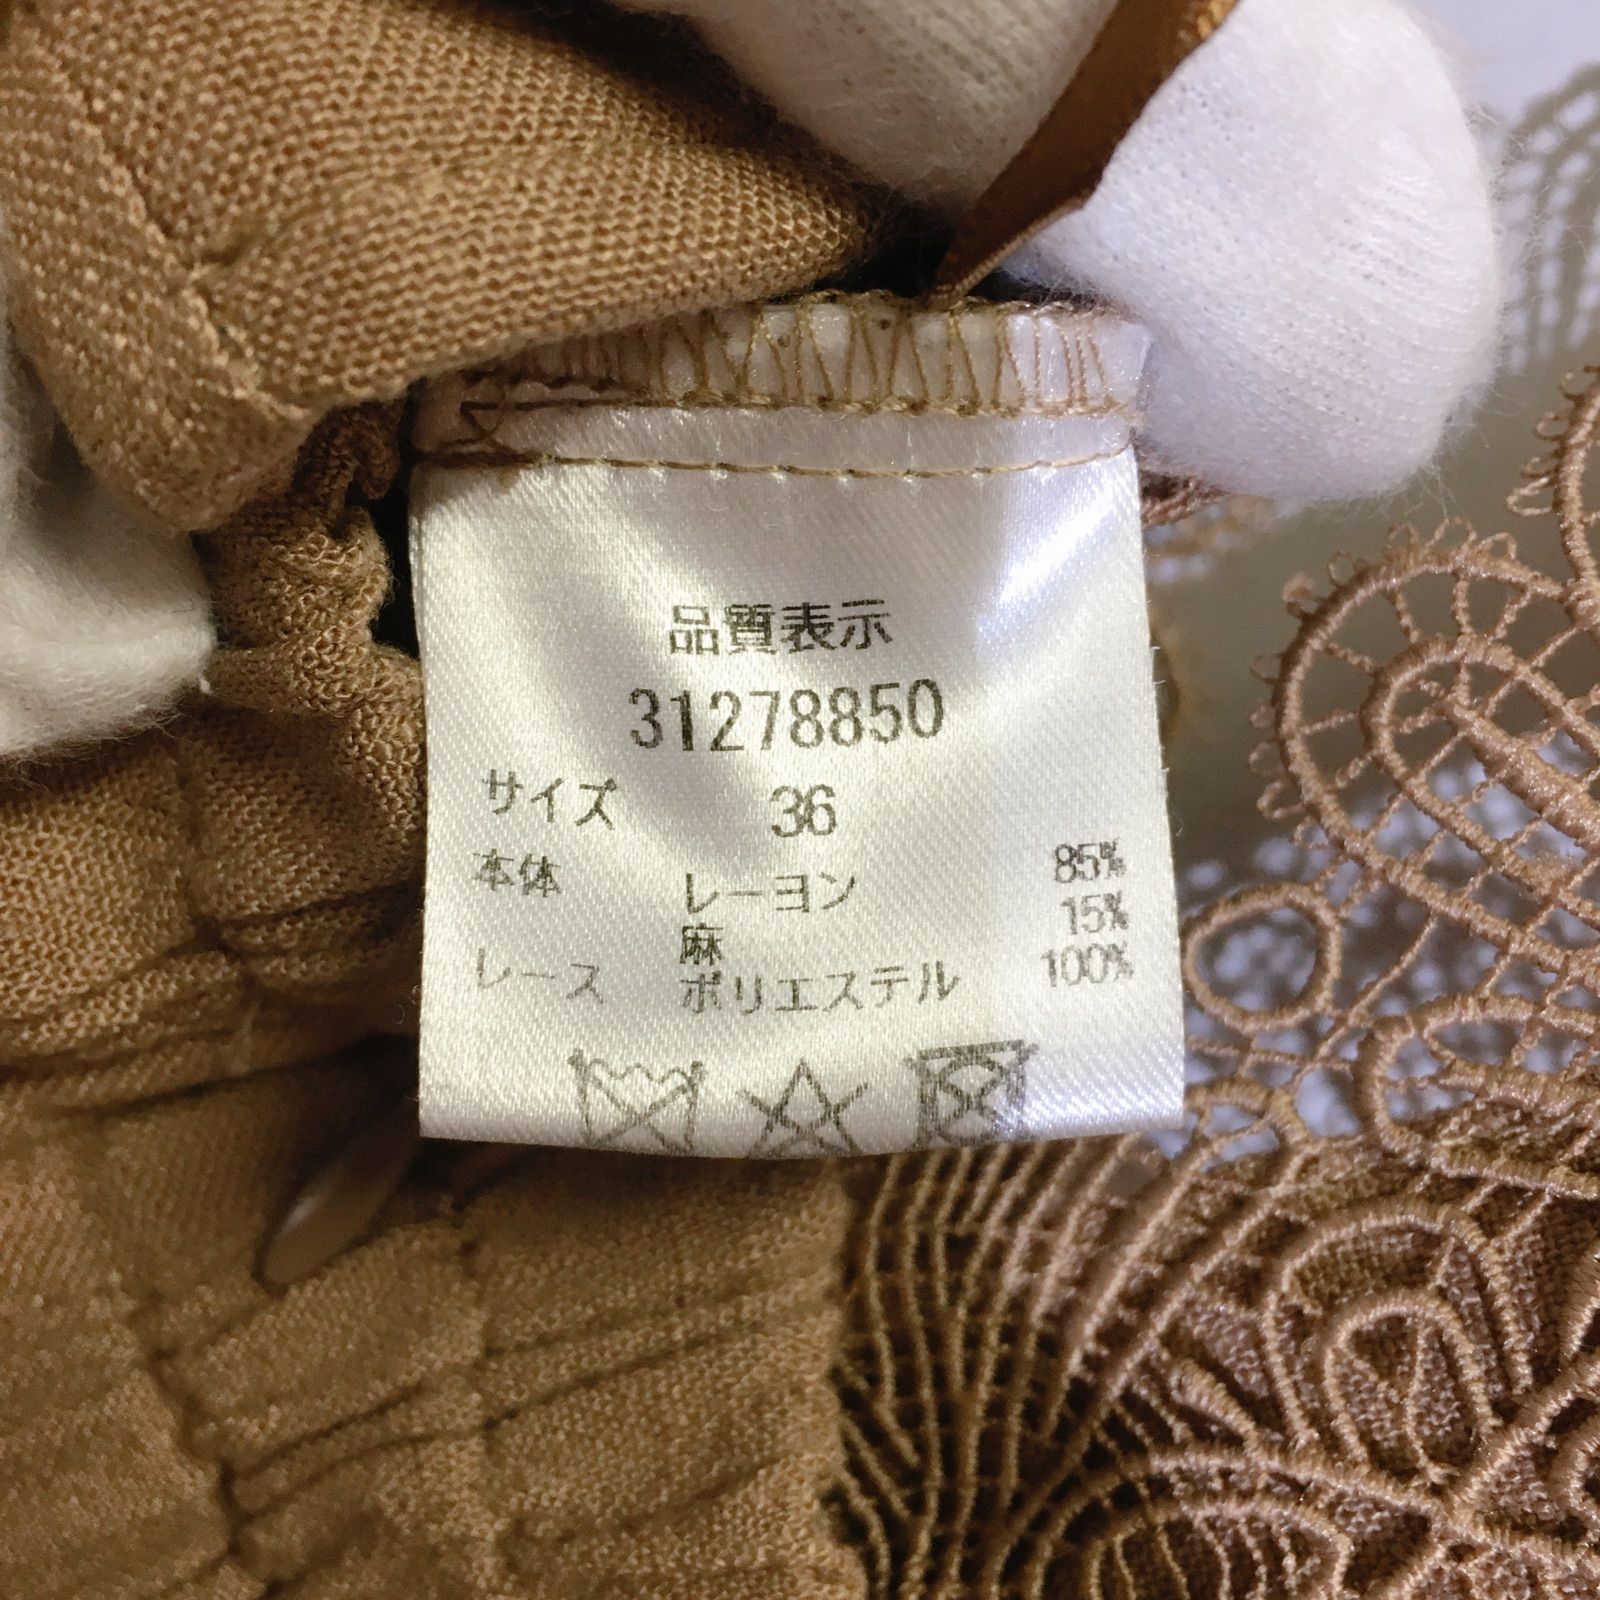 品質表示
31278850
サイズ 36
本体 レーヨン 85%
麻 15%
レース ポリエステル 100%